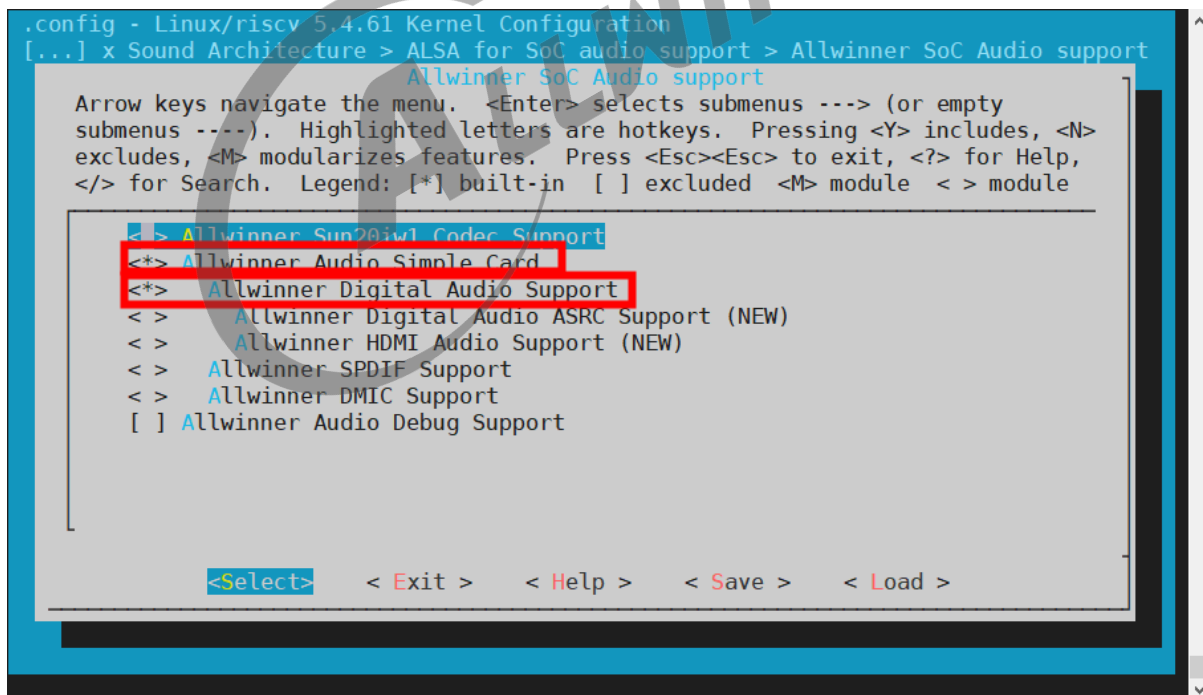 .config - Linux/riscv 5.4.61 Kernel Configuration
[...] x Sound Architecture > ALSA for SoC audio support > Allwinner SoC Audio support
Allwinner SoC Audio support
Arrow keys navigate the menu.  <Enter> selects submenus ---> (or empty
submenus ----).  Highlighted letters are hotkeys.  Pressing <Y> includes, <N>
excludes, <M> modularizes features.  Press <Esc><Esc> to exit, <?> for Help,
</> for Search.  Legend: [*] built-in  [ ] excluded  <M> module  < > module
< > Allwinner Sun20iw1 Codec Support
<*> Allwinner Audio Simple Card
<*>   Allwinner Digital Audio Support
< >     Allwinner Digital Audio ASRC Support (NEW)
< >     Allwinner HDMI Audio Support (NEW)
< >   Allwinner SPDIF Support
< >   Allwinner DMIC Support
[ ] Allwinner Audio Debug Support
<Select>    < Exit >    < Help >    < Save >    < Load >